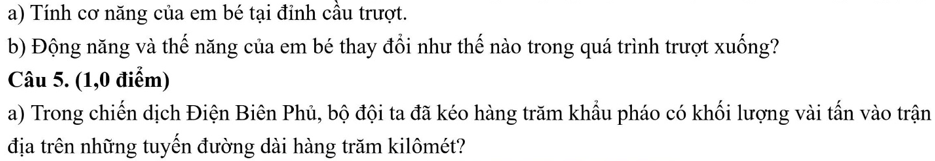 a) Tính cơ năng của em bé tại đỉnh cầu trượt.
b) Động năng và thế năng của em bé thay đổi như thế nào trong quá trình trượt xuống?
Câu 5. (1,0 điểm)
a) Trong chiến dịch Điện Biên Phủ, bộ đội ta đã kéo hàng trăm khẩu pháo có khối lượng vài tấn vào trận
địa trên những tuyến đường dài hàng trăm kilômét?